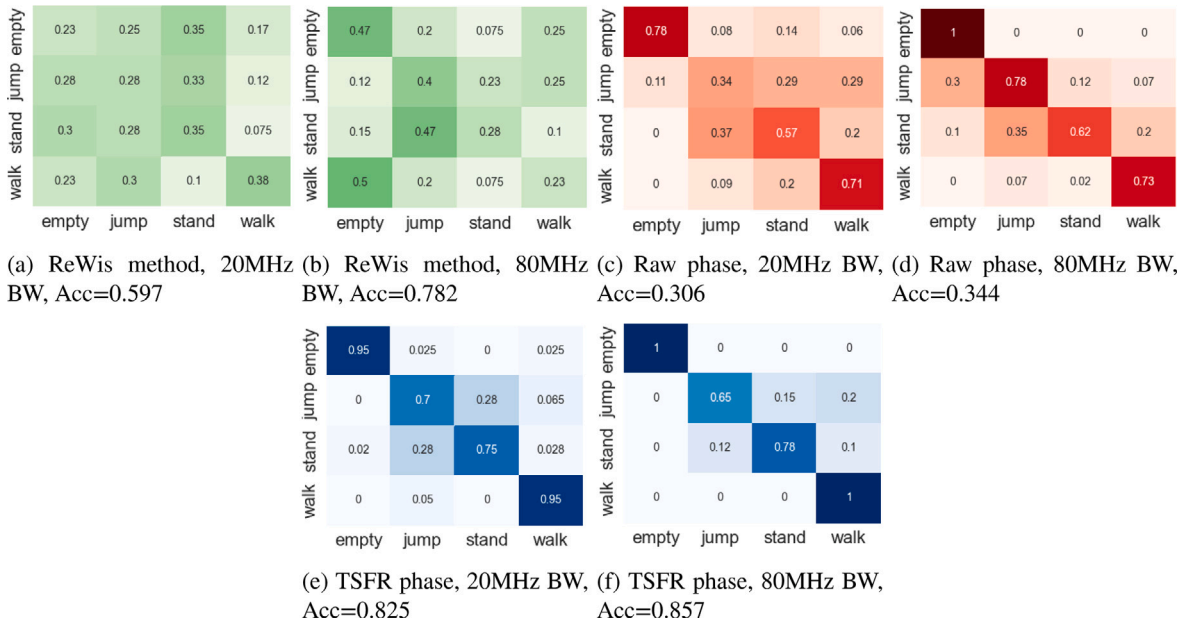 empty 0.23 0.25 0.35 0.17
jump 0.28 0.28 0.33 0.12
stand 0.3 0.28 0.35 0.075
walk 0.23 0.3 0.1 0.38
empty jump stand walk
(a) ReWis method, 20MHz
BW, Acc=0.597
0.47 0.2 0.075 0.25
0.12 0.4 0.23 0.25
0.15 0.47 0.28 0.1
0.5 0.2 0.075 0.23
empty jump stand walk
empty
jump
stand
walk
(b) ReWis method, 80MHz
BW, Acc=0.782
empty 0.78 0.08 0.14 0.06
jump 0.11 0.34 0.29 0.29
stand 0 0.37 0.57 0.2
walk 0 0.09 0.2 0.71
empty jump stand walk
(c) Raw phase, 20MHz BW,
Acc=0.306
empty 1 0 0 0
jump 0.3 0.78 0.12 0.07
stand 0.1 0.35 0.62 0.2
walk 0 0.07 0.02 0.73
empty jump stand walk
(d) Raw phase, 80MHz BW,
Acc=0.344
empty 0.95 0.025 0 0.025
jump 0 0.7 0.28 0.065
stand 0.02 0.28 0.75 0.028
walk 0 0.05 0 0.95
empty jump stand walk
(e) TSFR phase, 20MHz BW,
Acc=0.825
empty 1 0 0 0
jump 0 0.65 0.15 0.2
stand 0 0.12 0.78 0.1
walk 0 0 0 1
empty jump stand walk
(f) TSFR phase, 80MHz BW,
Acc=0.857